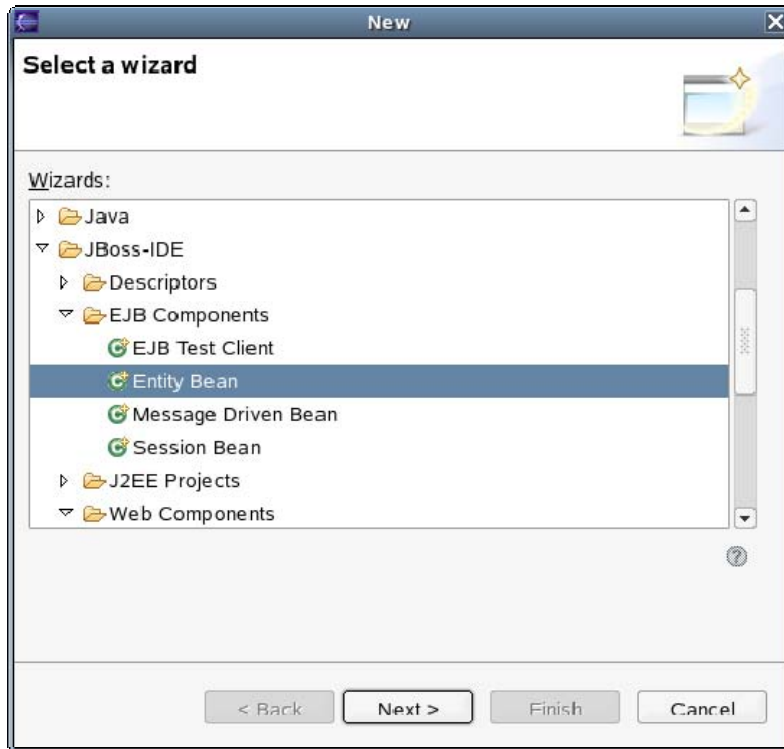 New
Select a wizard
Wizards:
Java
JBoss-IDE
Descriptors
EJB Components
EJB Test Client
Entity Bean
Message Driven Bean
Session Bean
J2EE Projects
Web Components
< Back Next > Finish Cancel